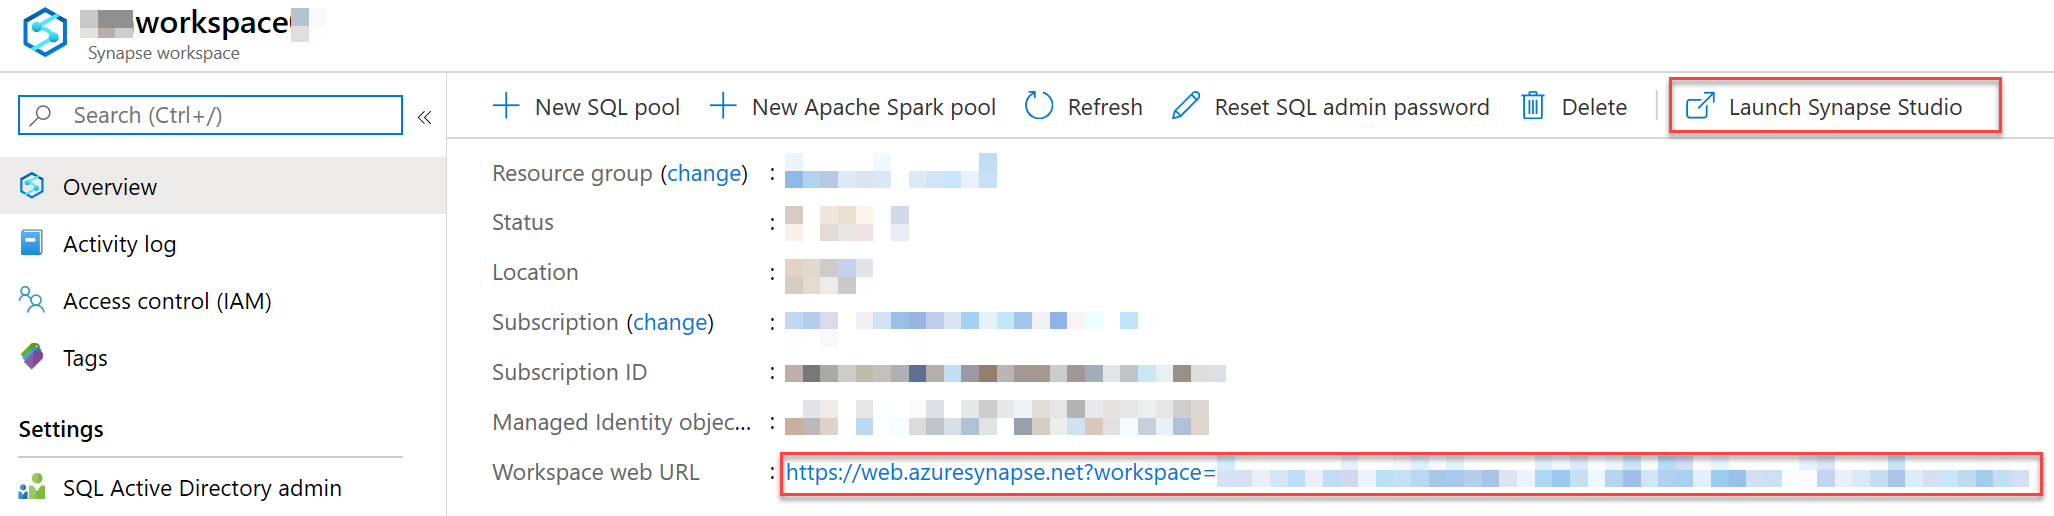 workspace
Synapse workspace
Search (Ctrl+/)
«
New SQL pool
New Apache Spark pool
Refresh
Reset SQL admin password
Delete
Launch Synapse Studio
Overview
Activity log
Access control (IAM)
Tags
Settings
SQL Active Directory admin
Resource group (change) :
Status :
Location :
Subscription (change) :
Subscription ID :
Managed Identity objec... :
Workspace web URL : https://web.azuresynapse.net?workspace=